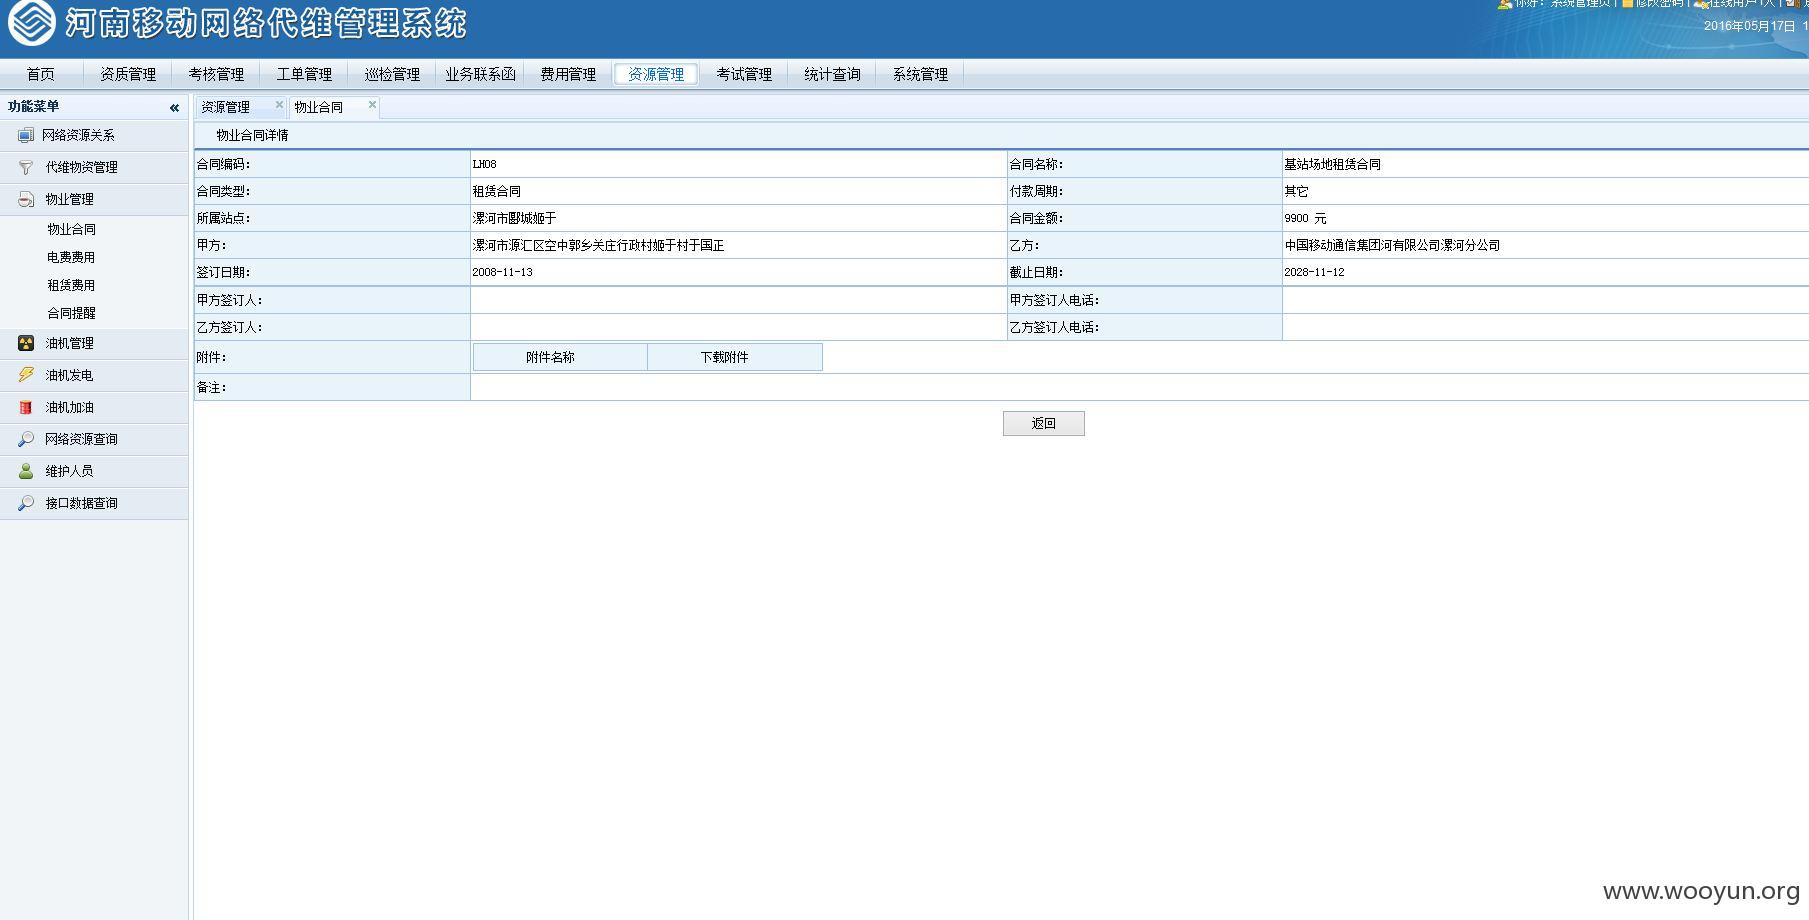 河南移动网络代维管理系统
你好: 系统管理员 | 修改密码 | 在线用户1人 |
2016年05月17日 1
首页 资质管理 考核管理 工单管理 巡检管理 业务联系函 费用管理 资源管理 考试管理 统计查询 系统管理
功能菜单 «
网络资源关系
代维物资管理
物业管理
物业合同
电费费用
租赁费用
合同提醒
油机管理
油机发电
油机加油
网络资源查询
维护人员
接口数据查询
资源管理 × 物业合同 ×
物业合同详情
合同编码: LH08 合同名称: 基站场地租赁合同
合同类型: 租赁合同 付款周期: 其它
所属站点: 漯河市郾城姬于 合同金额: 9900 元
甲方: 漯河市源汇区空中郭乡关庄行政村姬于村于国正 乙方: 中国移动通信集团河有限公司漯河分公司
签订日期: 2008-11-13 截止日期: 2028-11-12
甲方签订人: 甲方签订人电话:
乙方签订人: 乙方签订人电话:
附件: 附件名称 下载附件
备注:
返回
www.wooyun.org